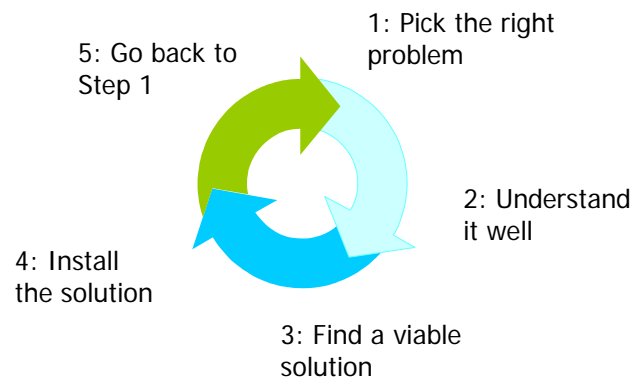 1: Pick the right
problem
2: Understand
it well
3: Find a viable
solution
4: Install
the solution
5: Go back to
Step 1